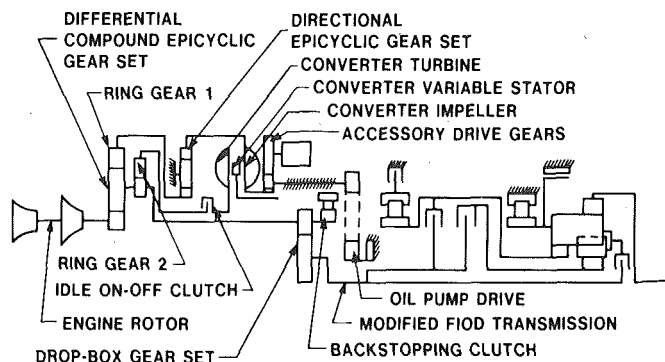 DIFFERENTIAL
COMPOUND EPICYCLIC
GEAR SET
RING GEAR 1
DIRECTIONAL
EPICYCLIC GEAR SET
CONVERTER TURBINE
CONVERTER VARIABLE STATOR
CONVERTER IMPELLER
ACCESSORY DRIVE GEARS
RING GEAR 2
IDLE ON-OFF CLUTCH
ENGINE ROTOR
DROP-BOX GEAR SET
OIL PUMP DRIVE
MODIFIED FIOD TRANSMISSION
BACKSTOPPING CLUTCH